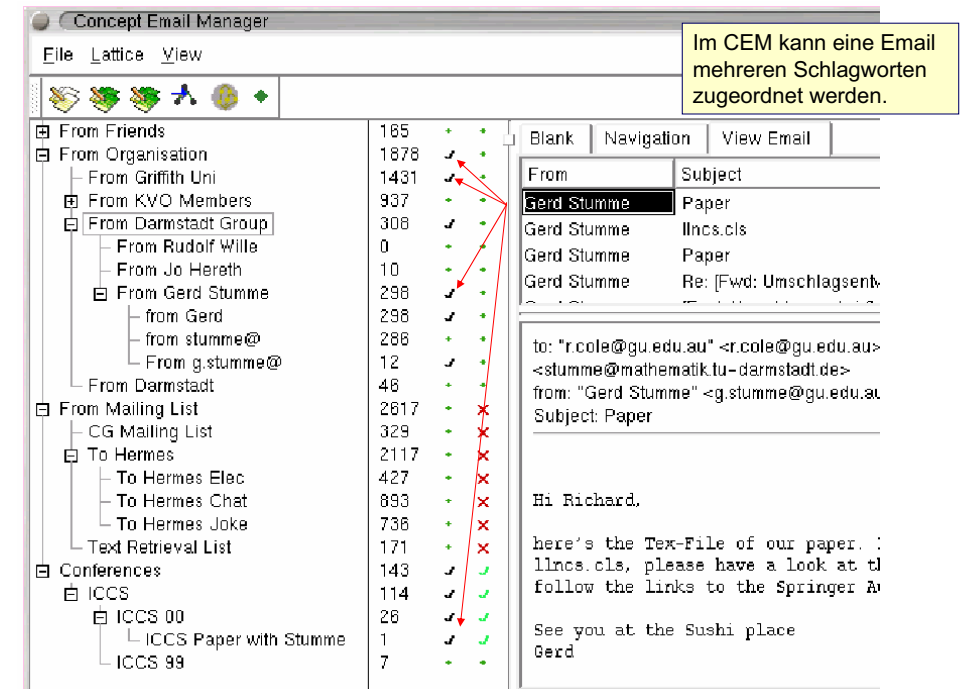 Concept Email Manager
File Lattice View
Im CEM kann eine Email
mehreren Schlagworten
zugeordnet werden.
From Friends 165
From Organisation 1878
From Griffith Uni 1431
From KVO Members 937
From Darmstadt Group 308
From Rudolf Wille 0
From Jo Hereth 10
From Gerd Stumme 298
from Gerd 298
from stumme@ 286
From g.stumme@ 12
From Darmstadt 46
From Mailing List 2617
CG Mailing List 329
To Hermes 2117
To Hermes Elec 427
To Hermes Chat 893
To Hermes Joke 736
Text Retrieval List 171
Conferences 143
ICCS 114
ICCS 00 26
ICCS Paper with Stumme 1
ICCS 99 7
Blank Navigation View Email
From Subject
Gerd Stumme Paper
Gerd Stumme llncs.cls
Gerd Stumme Paper
Gerd Stumme Re: [Fwd: Umschlagsentw
to: "r.cole@gu.edu.au" <r.cole@gu.edu.au>
<stumme@mathematik.tu-darmstadt.de>
from: "Gerd Stumme" <g.stumme@gu.edu.au
Subject: Paper
Hi Richard,
here's the Tex-File of our paper.
llncs.cls, please have a look at th
follow the links to the Springer Au
See you at the Sushi place
Gerd